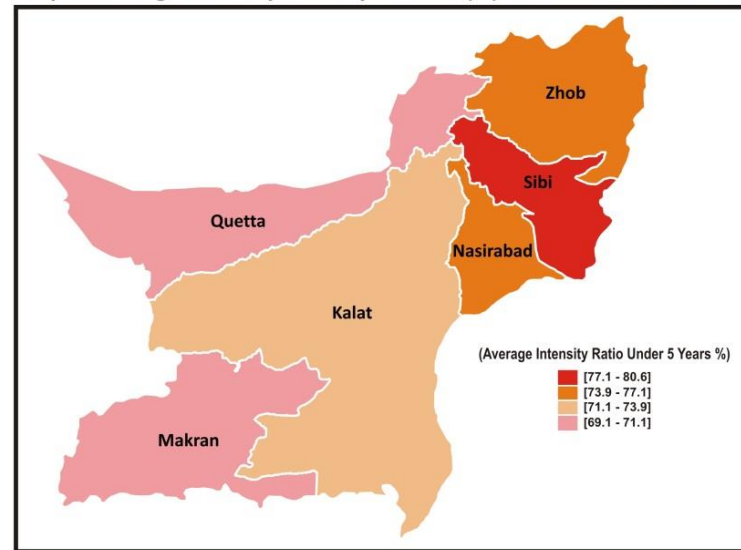 Zhob
Sibi
Quetta
Nasirabad
Kalat
Makran
(Average Intensity Ratio Under 5 Years %)
[77.1 - 80.6]
[73.9 - 77.1]
[71.1 - 73.9]
[69.1 - 71.1]